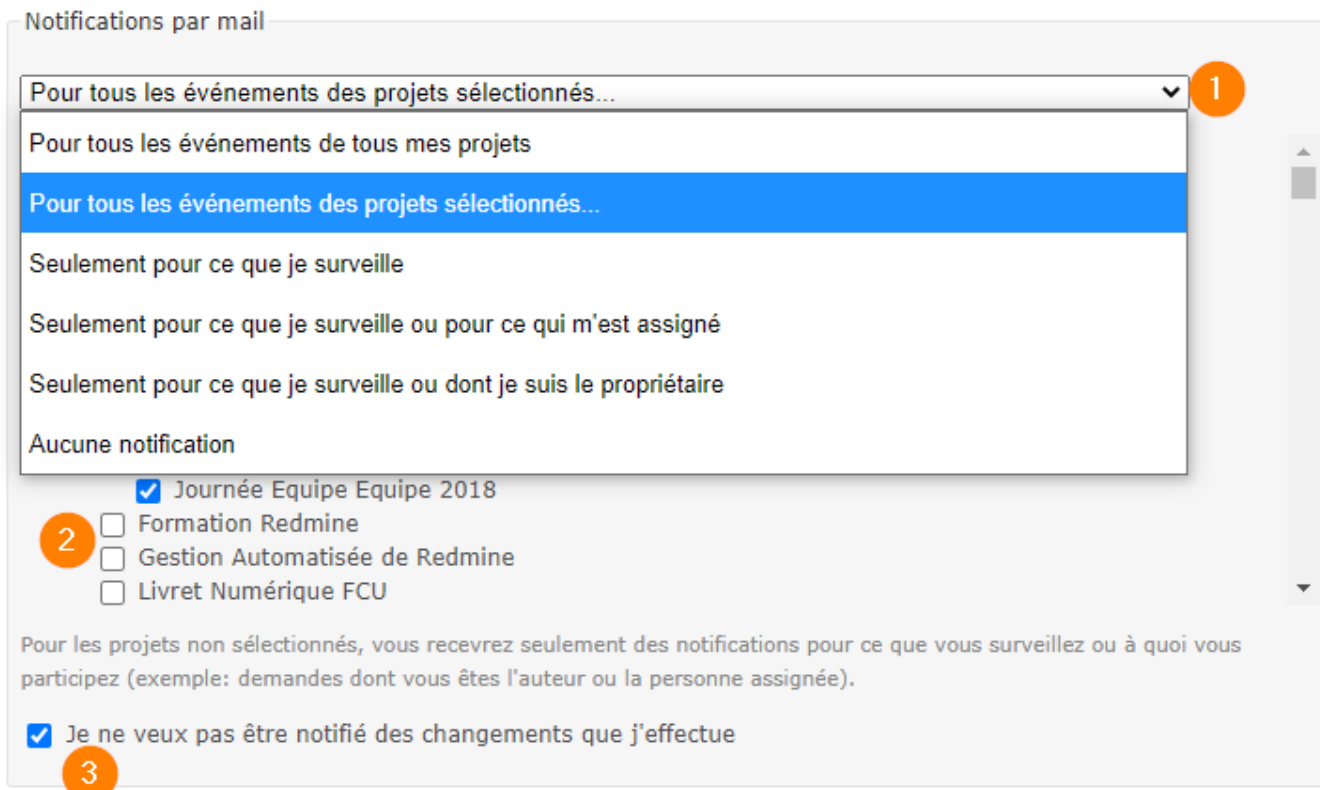 Notifications par mail
Pour tous les événements des projets sélectionnés...
1
Pour tous les événements de tous mes projets
Pour tous les événements des projets sélectionnés...
Seulement pour ce que je surveille
Seulement pour ce que je surveille ou pour ce qui m'est assigné
Seulement pour ce que je surveille ou dont je suis le propriétaire
Aucune notification
Journée Equipe Equipe 2018
Formation Redmine
2
Gestion Automatisée de Redmine
Livret Numérique FCU
Pour les projets non sélectionnés, vous recevrez seulement des notifications pour ce que vous surveillez ou à quoi vous
participez (exemple: demandes dont vous êtes l'auteur ou la personne assignée).
Je ne veux pas être notifié des changements que j'effectue
3